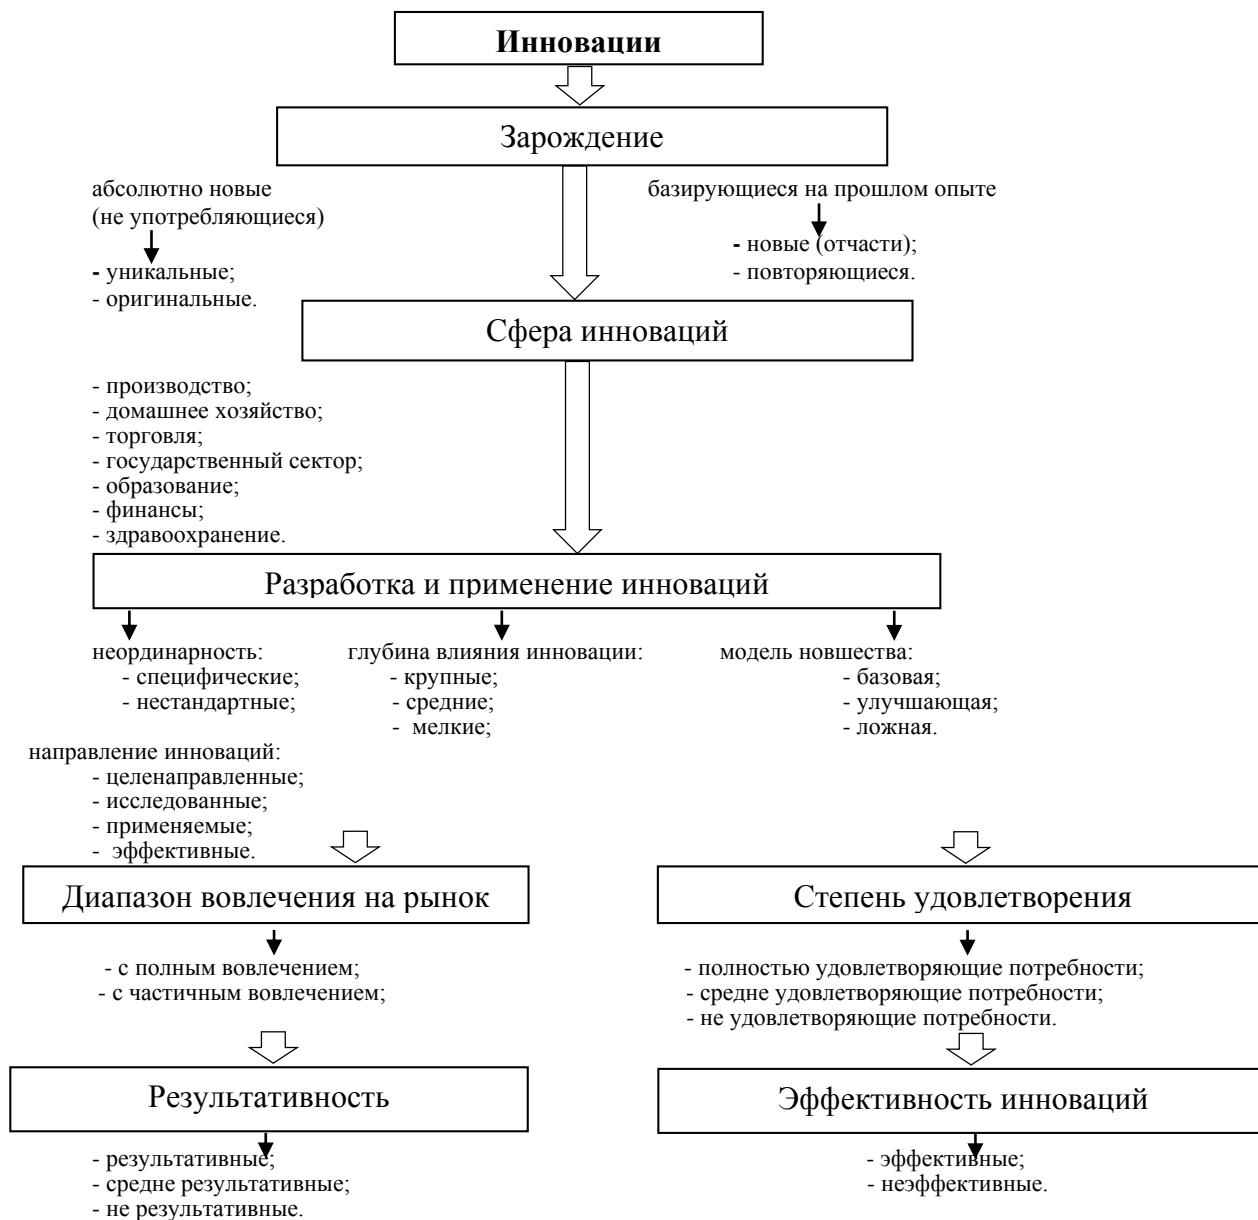 Инновации
Зарождение
абсолютно новые
(не употребляющиеся)
- уникальные;
- оригинальные.
базирующиеся на прошлом опыте
- новые (отчасти);
- повторяющиеся.
Сфера инноваций
- производство;
- домашнее хозяйство;
- торговля;
- государственный сектор;
- образование;
- финансы;
- здравоохранение.
Разработка и применение инноваций
неординарность:
- специфические;
- нестандартные;
глубина влияния инновации:
- крупные;
- средние;
- мелкие;
модель новшества:
- базовая;
- улучшающая;
- ложная.
направление инноваций:
- целенаправленные;
- исследованные;
- применяемые;
- эффективные.
Диапазон вовлечения на рынок
- с полным вовлечением;
- с частичным вовлечением;
Степень удовлетворения
- полностью удовлетворяющие потребности;
- средне удовлетворяющие потребности;
- не удовлетворяющие потребности.
Результативность
- результативные;
- средне результативные;
- не результативные.
Эффективность инноваций
- эффективные;
- неэффективные.